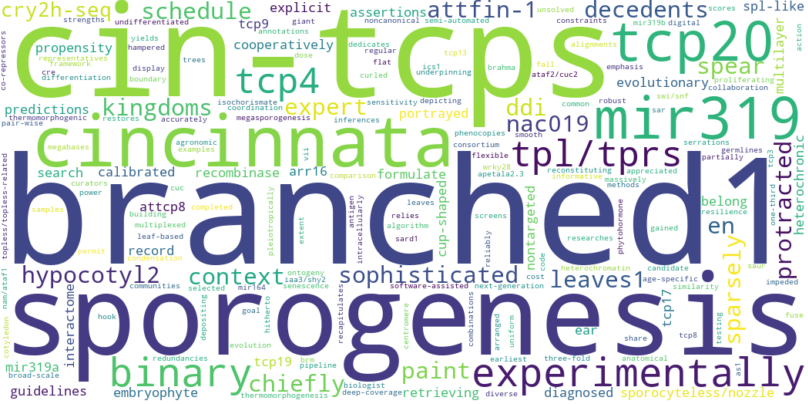 cry2h-seq schedule explicit assertions attfin-1 decedents spl-like
strengths undifferentiated tcp9 noncanonical semi-automated mir319b digital scores unsolved
co-repressors cin-tcps tcp20 multilayer action
propensity annotations giant constraints alignments
representatives yields trees cooperatively dedicates tcp13 emphasis fall
framework hampered dose regular curled brahma spear
differentiation cre display boundary tcp4 flat ics1 underpinning ataf2/cuc2 evolutionary proliferating
predictions kingdoms expert portrayed ddi collaboration
thermomorphogenic restores coordination isochorismate sensitivity depicting common robust swi/snf
pair-wise accurately megasporogenesis inferences nac019 mir319 sar heterochronic
cincinnata phenocopies smooth germlines
megabases agronomic vii consortium tpl/tprs serrations partially
search examples calibrated recombinase arr16 comparison formulate flexible wrky28 apetala2.3 reconstituting informative appreciated massively tcp3 one-third
curators cuc power leaves methods belong
topless/topless-related samples attcp8 completed pleiotropically antigen algorithm cup-shaped screens researches phytohormone resilience protracted
building multiplexed extent intracellularly relies reliably nontargeted gained
permit record leaf-based sard1 cost en
condensation branched1
hypocotyl2 context sophisticated leaves1 heterochromatin candidate saur impeded
nam/ataf1 communities selected iaa3/shy2 ontogeny senescence mir164 software-assisted next-generation code age-specific similarity sparsely
cotyledon interactome hook depositing goal hitherto recapitulates centromere combinations earliest arranged uniform tcp17 testing fuse
sporogenesis
evolution ear share tcp8
mir319a redundancies tcp19 brm three-fold anatomical as1
broad-scale binary chiefly pipeline paint experimentally
guidelines embryophyte thermomorphogenesis deep-coverage biologist retrieving diverse diagnosed sporocyteless/nozzle